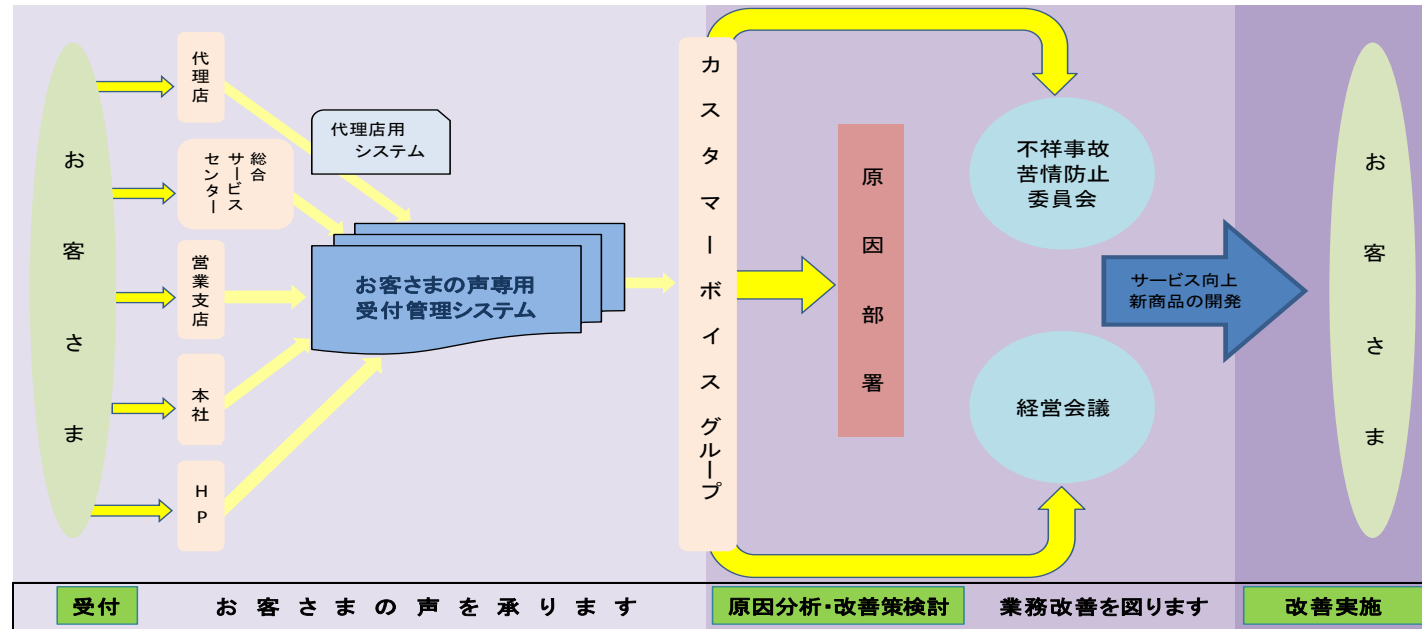 お客さま
代理店
総合
サービス
センター
営業支店
本社
HP
代理店用
システム
お客さまの声専用
受付管理システム
カスタマーボイスグループ
原因部署
不祥事故
苦情防止
委員会
経営会議
サービス向上
新商品の開発
お客さま
受付
お客さまの声を承ります
原因分析・改善策検討
業務改善を図ります
改善実施